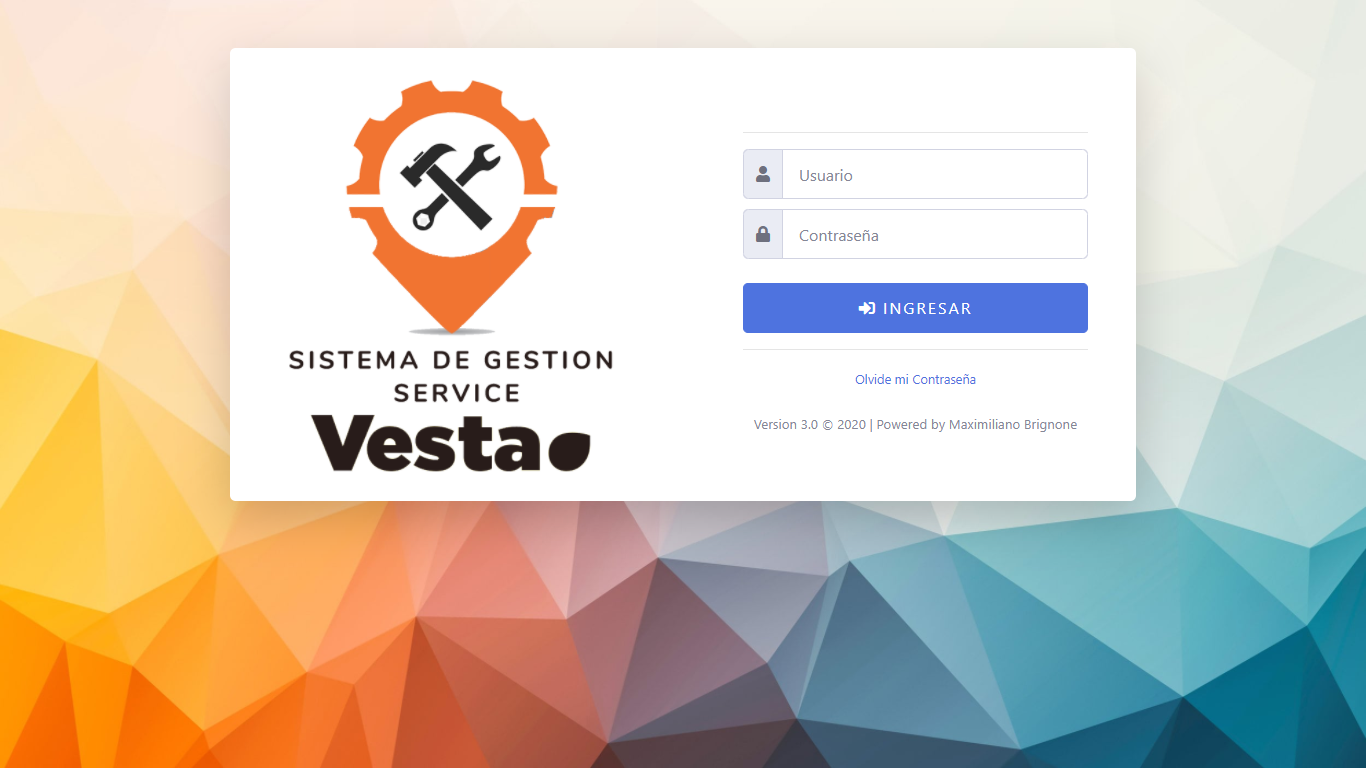 SISTEMA DE GESTION
SERVICE
Vesta
Usuario
Contraseña
INGRESAR
Olvide mi Contraseña
Version 3.0 © 2020 | Powered by Maximiliano Brignone